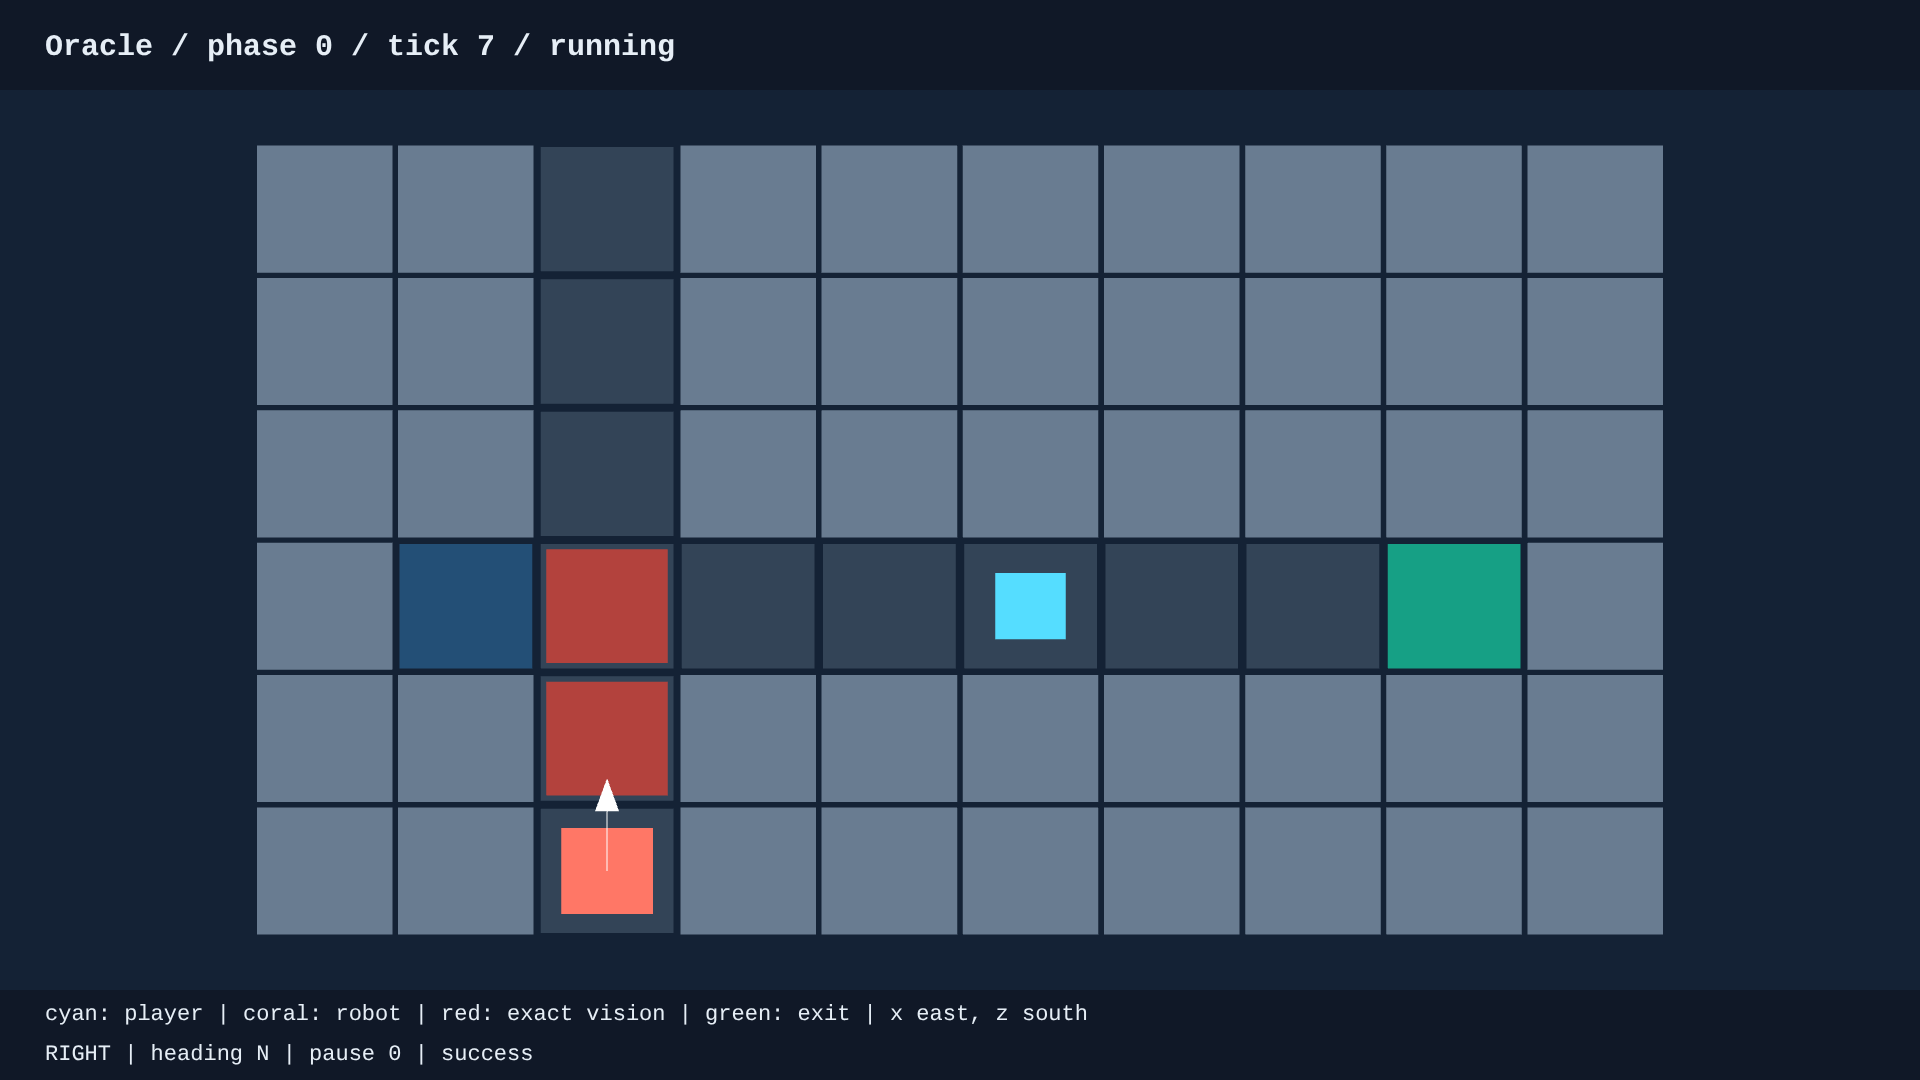 Oracle / phase 0 / tick 7 / running
cyan: player | coral: robot | red: exact vision | green: exit | x east, z south
RIGHT | heading N | pause 0 | success